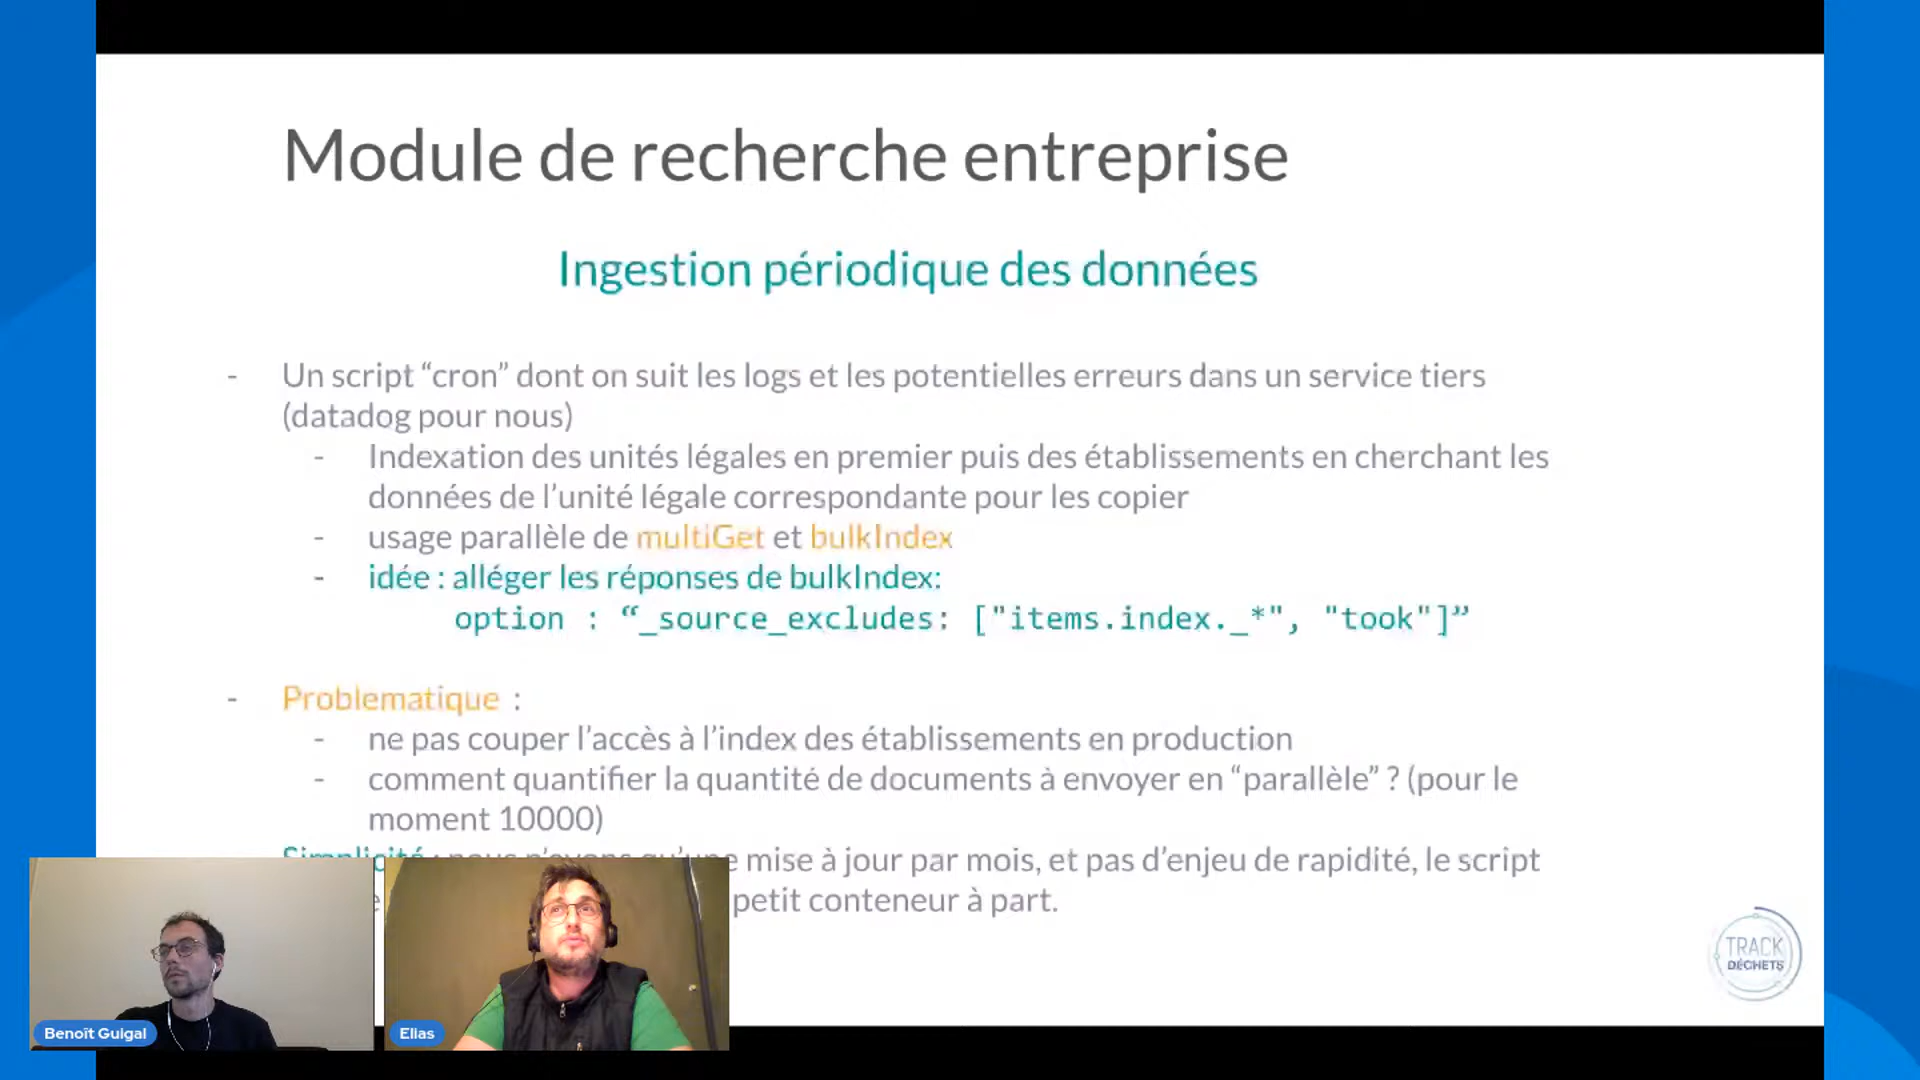 Module de recherche entreprise
Ingestion périodique des données
- Un script “cron” dont on suit les logs et les potentielles erreurs dans un service tiers
(datadog pour nous)
- Indexation des unités légales en premier puis des établissements en cherchant les
données de l’unité légale correspondante pour les copier
- usage parallèle de multiGet et bulkIndex
- idée : alléger les réponses de bulkIndex:
option : “_source_excludes: ["items.index._*", "took"]”
- Problematique :
- ne pas couper l’accès à l’index des établissements en production
- comment quantifier la quantité de documents à envoyer en “parallèle” ? (pour le
moment 10000)
Simplicité : nous n’avons qu’une mise à jour par mois, et pas d’enjeu de rapidité, le script
petit conteneur à part.
TRACK
DÉCHETS
Benoît Guigal
Elias